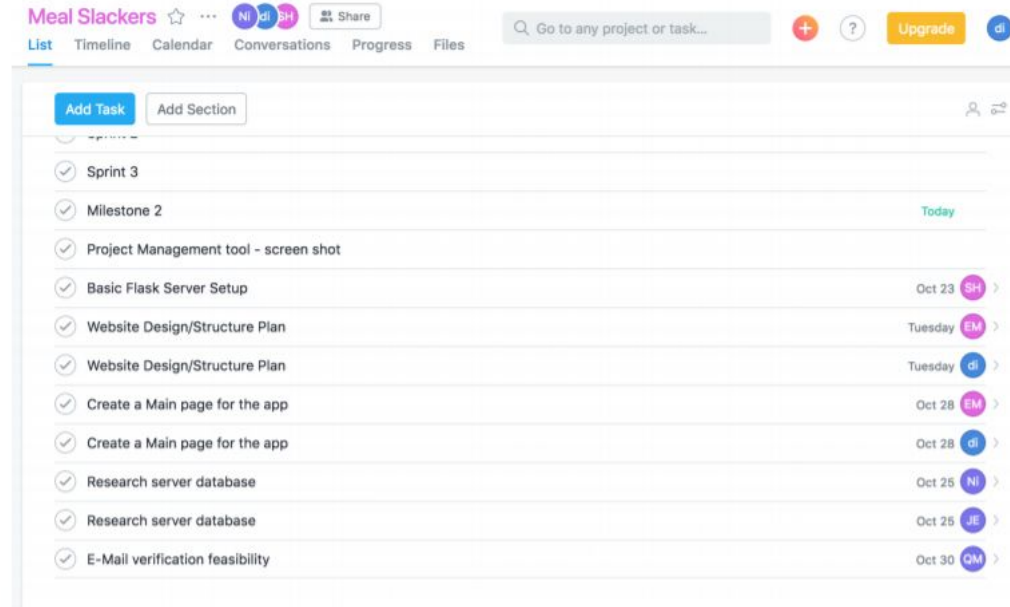 Meal Slackers Ni di SH Share
Go to any project or task...
? Upgrade di
List Timeline Calendar Conversations Progress Files
Add Task Add Section
Sprint 3
Milestone 2 Today
Project Management tool - screen shot
Basic Flask Server Setup Oct 23 SH
Website Design/Structure Plan Tuesday EM
Website Design/Structure Plan Tuesday di
Create a Main page for the app Oct 28 EM
Create a Main page for the app Oct 28 di
Research server database Oct 25 Ni
Research server database Oct 25 JE
E-Mail verification feasibility Oct 30 QM